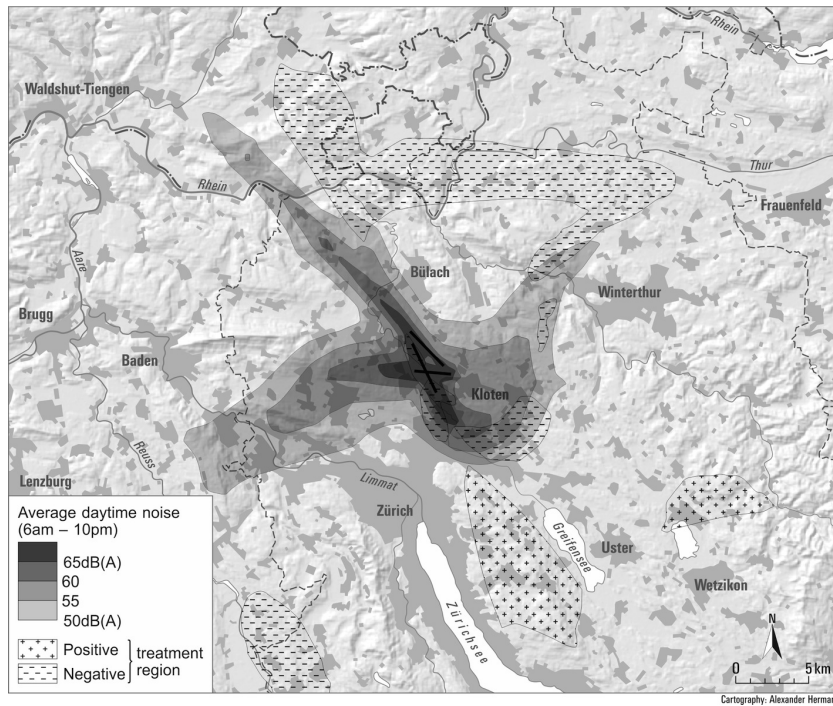 Rhein
Waldshut-Tiengen
Thur
Rhein
Frauenfeld
Aare
Bülach
Winterthur
Brugg
Baden
Kloten
Reuss
Lenzburg
Limmat
Zürich
Greifensee
Uster
Wetzikon
Zürichsee
Average daytime noise
(6am – 10pm)
65dB(A)
60
55
50dB(A)
Positive
Negative
treatment
region
N
0 5 km
Cartography: Alexander Herman